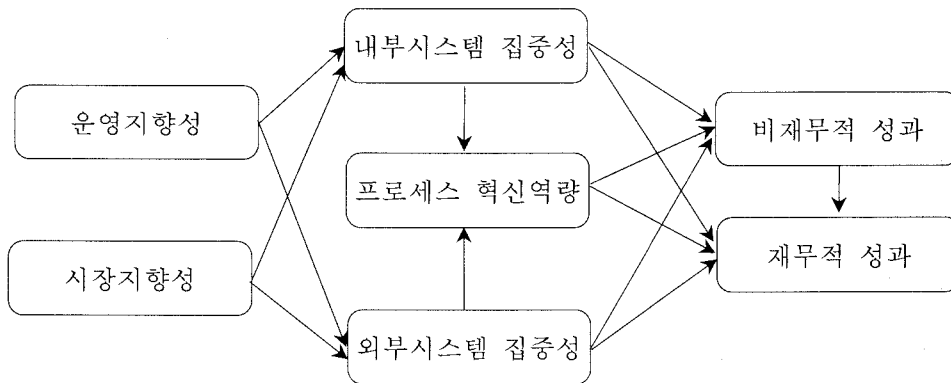 내부시스템 집중성
운영지향성
비재무적 성과
프로세스 혁신역량
시장지향성
재무적 성과
외부시스템 집중성